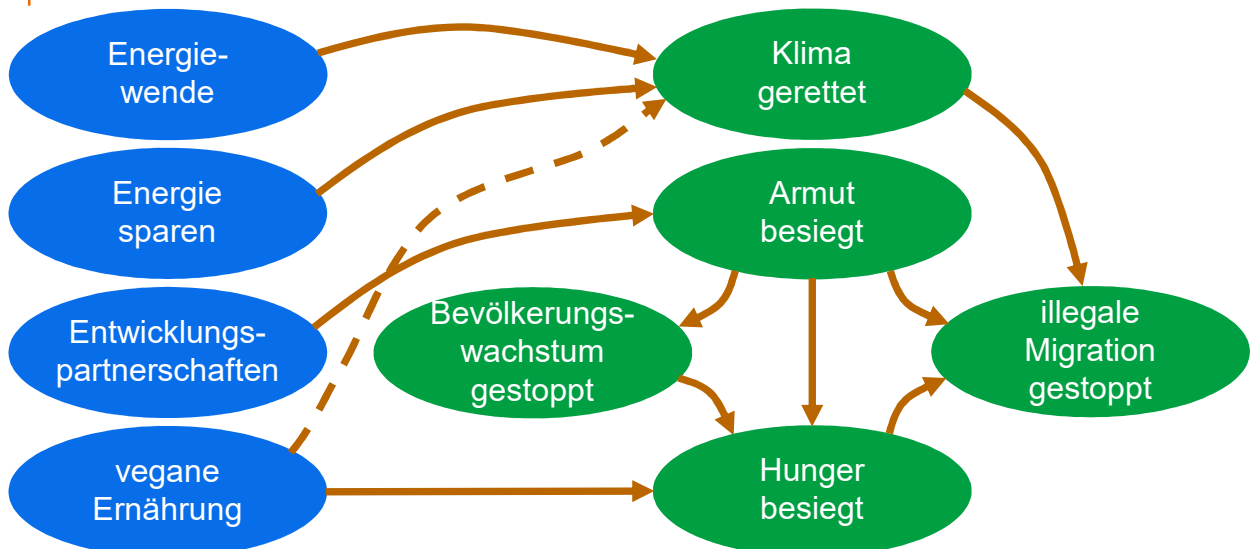 Energie-
wende
Klima
gerettet
Energie
sparen
Armut
besiegt
Entwicklungs-
partnerschaften
Bevölkerungs-
wachstum
gestoppt
illegale
Migration
gestoppt
vegane
Ernährung
Hunger
besiegt